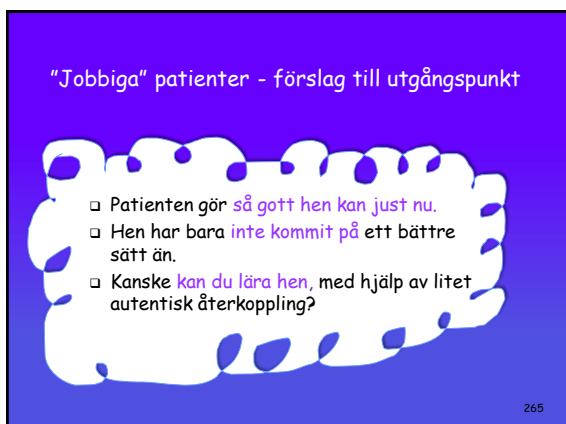 ”Jobbiga” patienter - förslag till utgångspunkt
❑ Patienten gör så gott hen kan just nu.
❑ Hen har bara inte kommit på ett bättre
sätt än.
❑ Kanske kan du lära hen, med hjälp av litet
autentisk återkoppling?
265